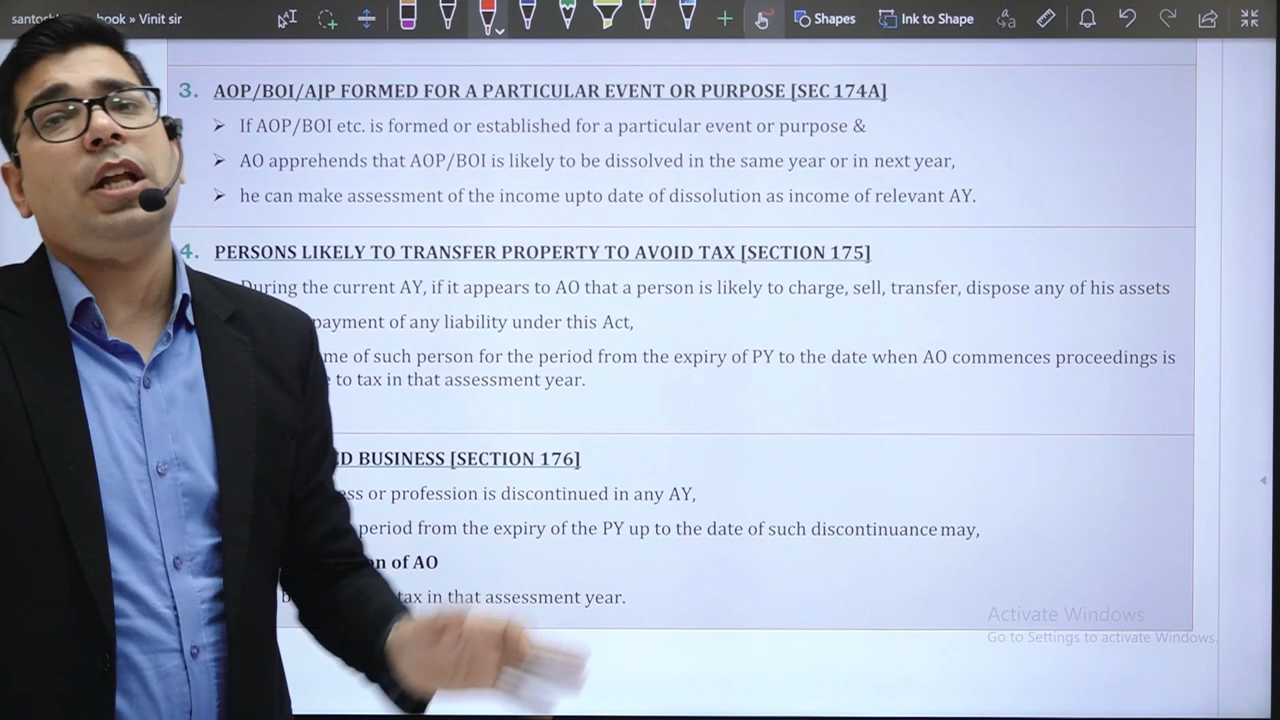 santosh
book » Vinit sir
Shapes
Ink to Shape
3. AOP/BOI/AJP FORMED FOR A PARTICULAR EVENT OR PURPOSE [SEC 174A]
➢ If AOP/BOI etc. is formed or established for a particular event or purpose &
➢ AO apprehends that AOP/BOI is likely to be dissolved in the same year or in next year,
➢ he can make assessment of the income upto date of dissolution as income of relevant AY.
4. PERSONS LIKELY TO TRANSFER PROPERTY TO AVOID TAX [SECTION 175]
During the current AY, if it appears to AO that a person is likely to charge, sell, transfer, dispose any of his assets
payment of any liability under this Act,
me of such person for the period from the expiry of PY to the date when AO commences proceedings is
to tax in that assessment year.
D BUSINESS [SECTION 176]
ss or profession is discontinued in any AY,
period from the expiry of the PY up to the date of such discontinuance may,
n of AO
tax in that assessment year.
Activate Windows
Go to Settings to activate Windows.